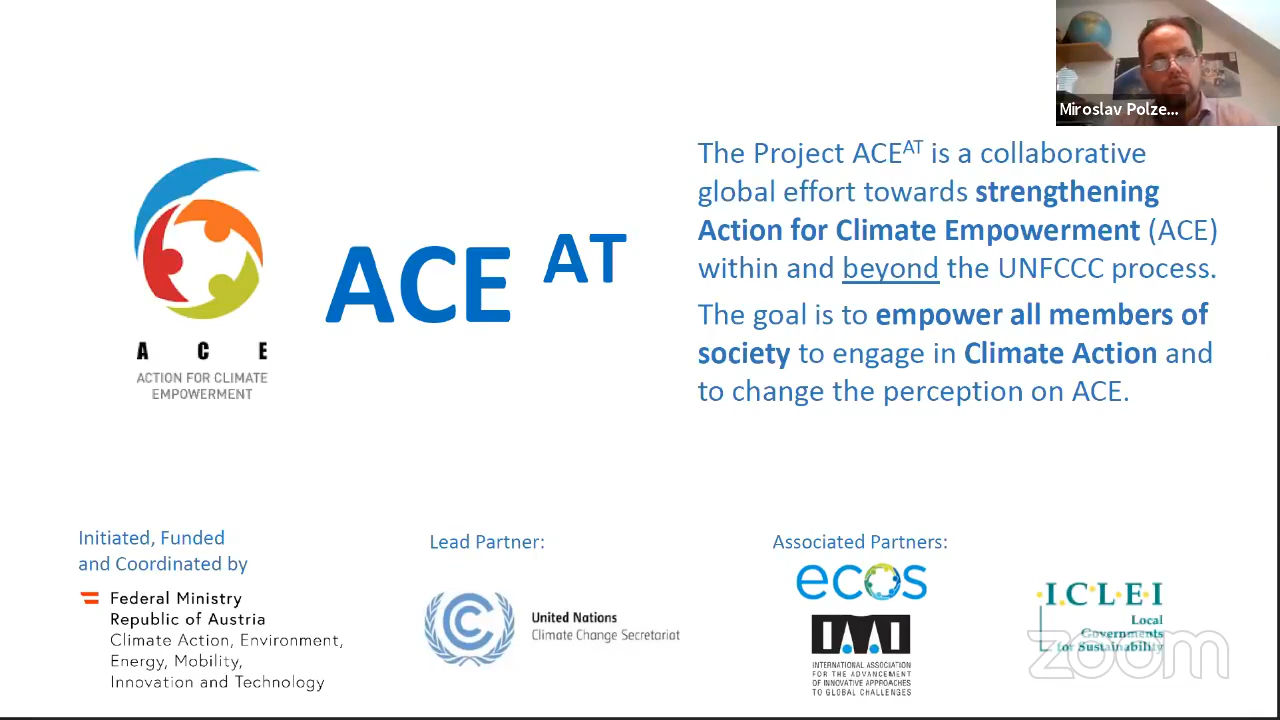 Miroslav Polze...
The Project ACEAT is a collaborative
global effort towards strengthening
Action for Climate Empowerment (ACE)
within and beyond the UNFCCC process.
The goal is to empower all members of
society to engage in Climate Action and
to change the perception on ACE.
ACE AT
A C E
ACTION FOR CLIMATE
EMPOWERMENT
Initiated, Funded
and Coordinated by
Federal Ministry
Republic of Austria
Climate Action, Environment,
Energy, Mobility,
Innovation and Technology
Lead Partner:
United Nations
Climate Change Secretariat
Associated Partners:
ecos
IAAI
INTERNATIONAL ASSOCIATION
FOR THE ADVANCEMENT
OF INNOVATIVE APPROACHES
TO GLOBAL CHALLENGES
I.C.L.E.I
Local
Governments
for Sustainability
zoom